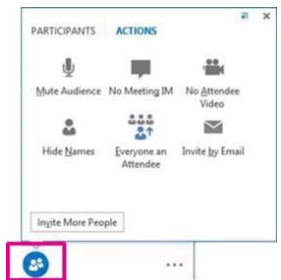 PARTICIPANTS ACTIONS
Mute Audience No Meeting IM No Attendee
Video
Hide Names Everyone an Invite by Email
Attendee
Invite More People